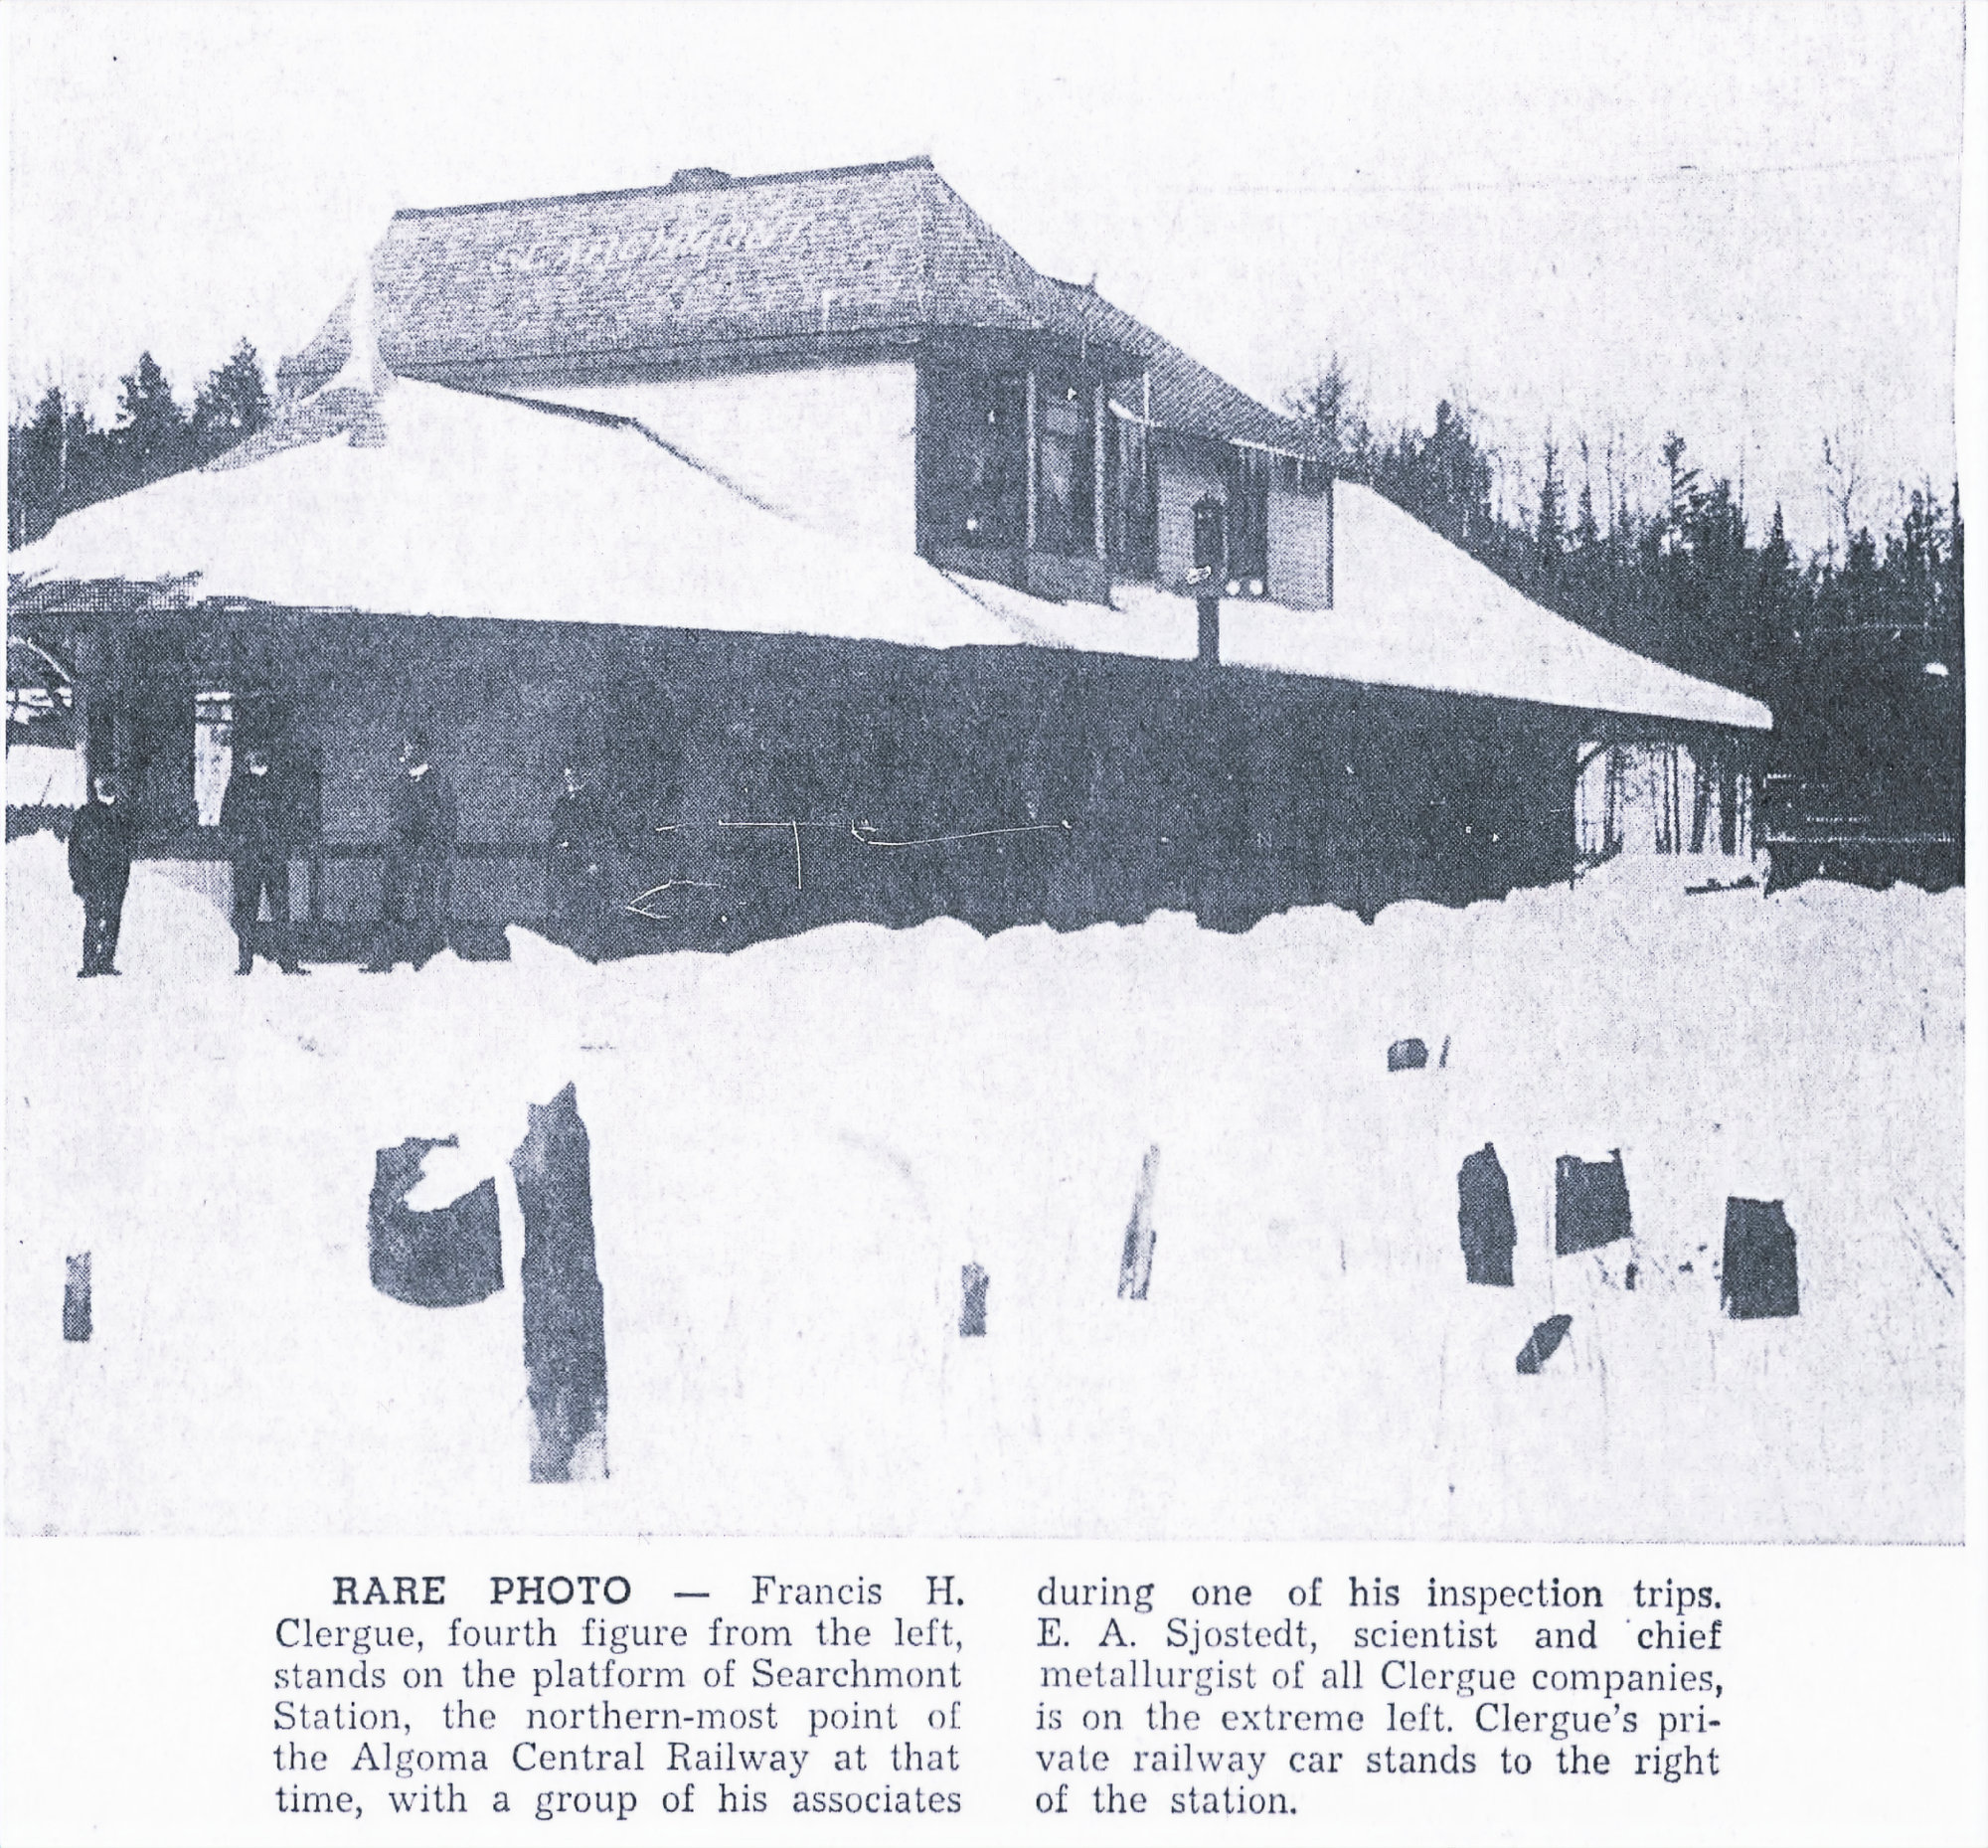 SEARCHMONT
RARE PHOTO — Francis H.
Clergue, fourth figure from the left,
stands on the platform of Searchmont
Station, the northern-most point of
the Algoma Central Railway at that
time, with a group of his associates
during one of his inspection trips.
E. A. Sjostedt, scientist and chief
metallurgist of all Clergue companies,
is on the extreme left. Clergue's pri-
vate railway car stands to the right
of the station.